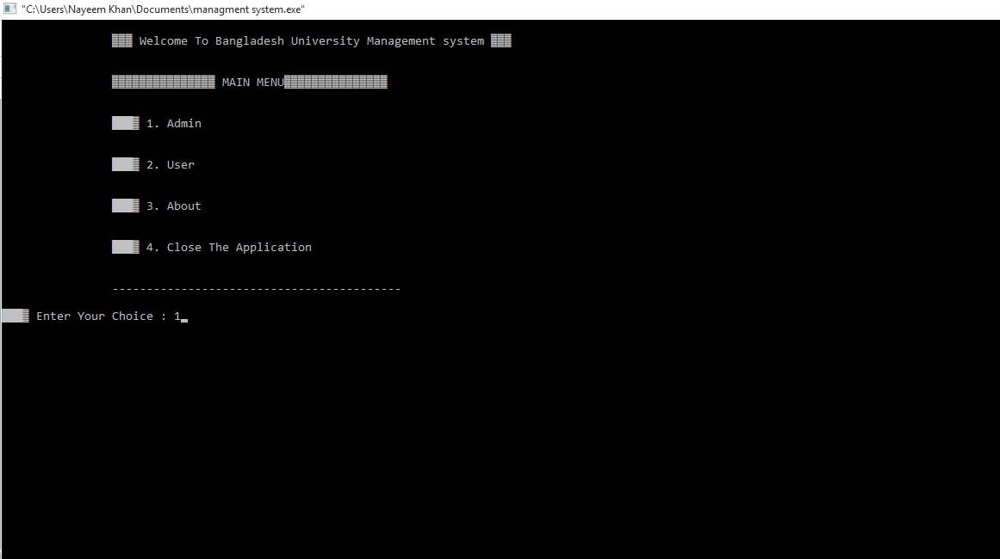 "C:\Users\Nayeem Khan\Documents\managment system.exe"
▓▓▓ Welcome To Bangladesh University Management system ▓▓▓
▓▓▓▓▓▓▓▓▓▓▓▓▓▓▓ MAIN MENU▓▓▓▓▓▓▓▓▓▓▓▓▓▓▓
███▓ 1. Admin
███▓ 2. User
███▓ 3. About
███▓ 4. Close The Application
------------------------------------------
███▓ Enter Your Choice : 1_